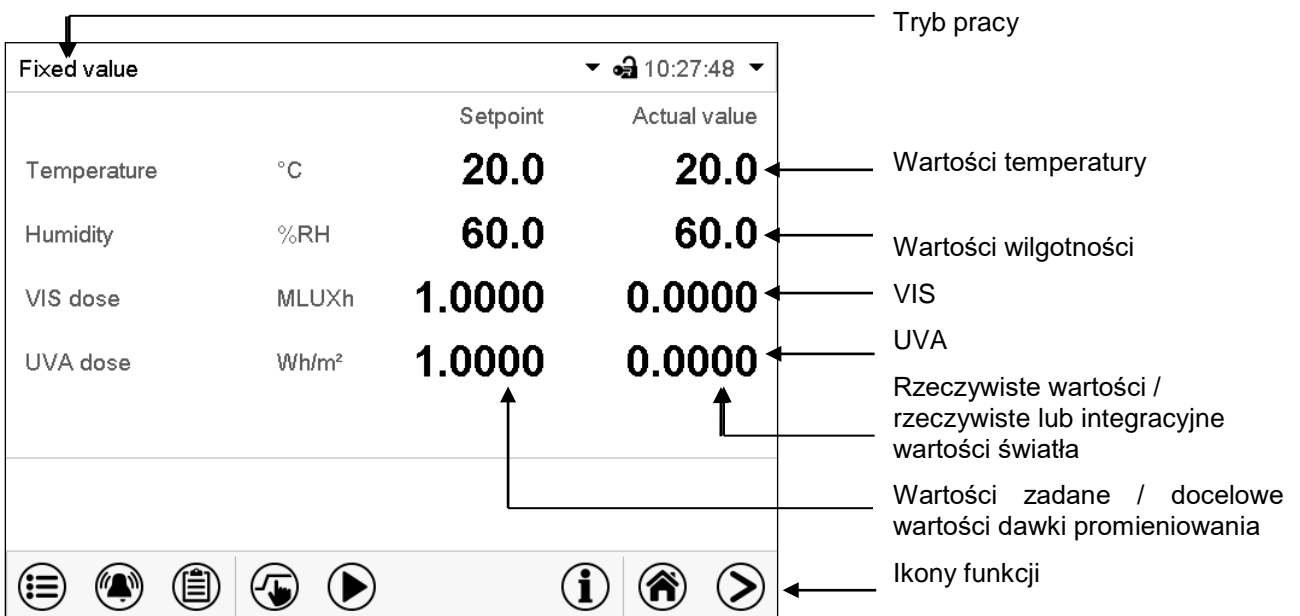 Tryb pracy
Fixed value 10:27:48
Setpoint Actual value
Temperature °C 20.0 20.0
Wartości temperatury
Humidity %RH 60.0 60.0
Wartości wilgotności
VIS dose MLUXh 1.0000 0.0000
VIS
UVA dose Wh/m² 1.0000 0.0000
UVA
Rzeczywiste wartości /
rzeczywiste lub integracyjne
wartości światła
Wartości zadane / docelowe
wartości dawki promieniowania
Ikony funkcji